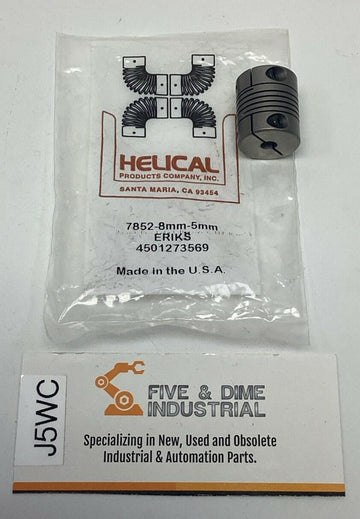 HELICAL
PRODUCTS COMPANY, INC.
SANTA MARIA, CA 93454
7852-8mm-5mm
ERIKS
4501273569
Made in the U.S.A.
J5WC
FIVE & DIME
INDUSTRIAL
Specializing in New, Used and Obsolete
Industrial & Automation Parts.